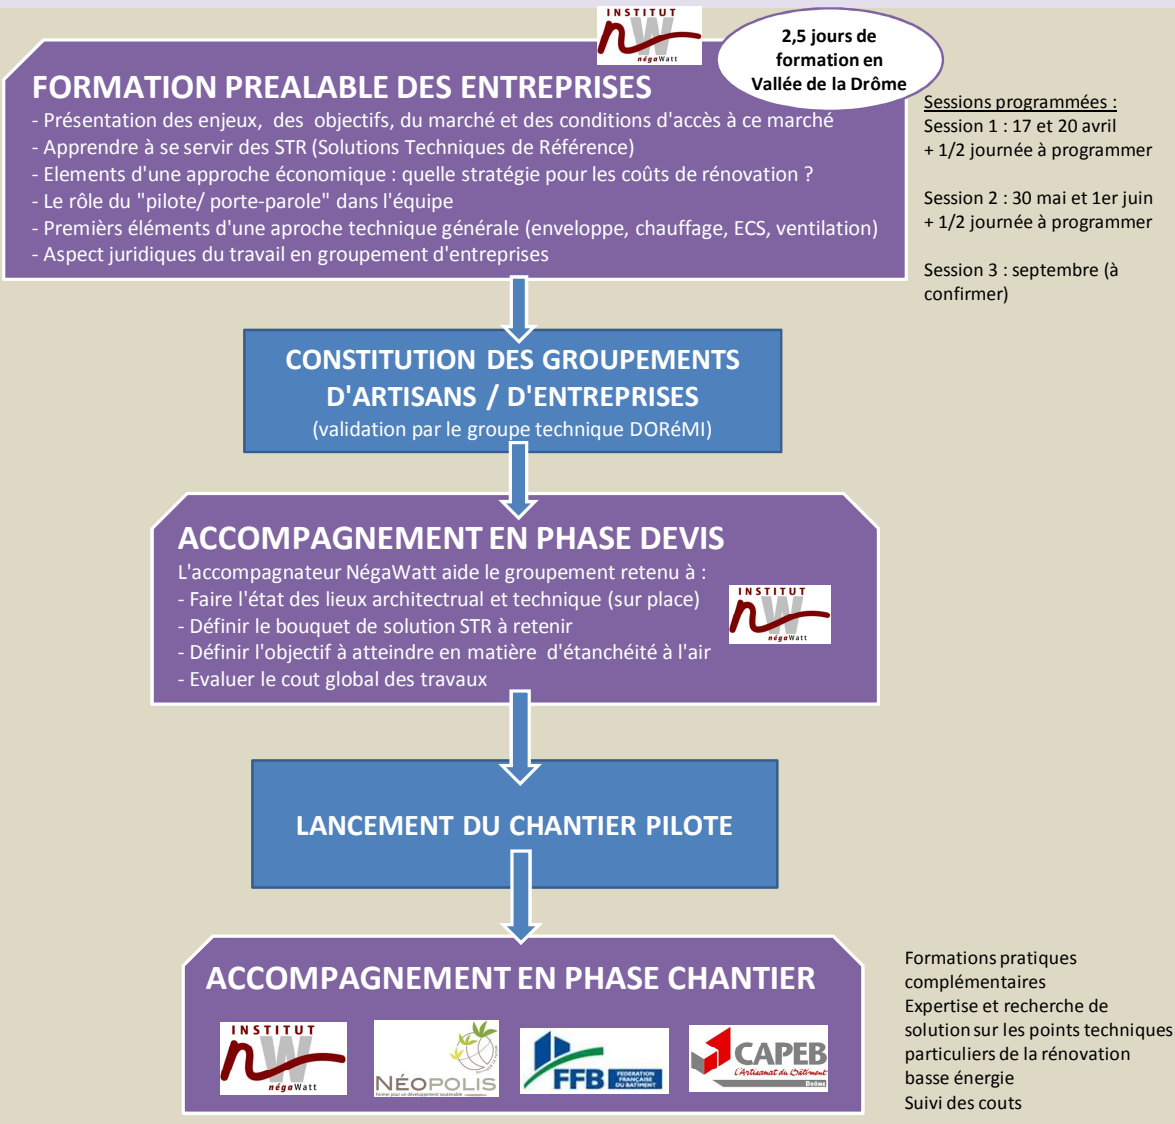 INSTITUT
nW
négaWatt
2,5 jours de
formation en
Vallée de la Drôme
FORMATION PREALABLE DES ENTREPRISES
- Présentation des enjeux, des objectifs, du marché et des conditions d'accès à ce marché
- Apprendre à se servir des STR (Solutions Techniques de Référence)
- Elements d'une approche économique : quelle stratégie pour les coûts de rénovation ?
- Le rôle du "pilote/ porte-parole" dans l'équipe
- Premièrs éléments d'une aproche technique générale (enveloppe, chauffage, ECS, ventilation)
- Aspect juridiques du travail en groupement d'entreprises
Sessions programmées :
Session 1 : 17 et 20 avril
+ 1/2 journée à programmer
Session 2 : 30 mai et 1er juin
+ 1/2 journée à programmer
Session 3 : septembre (à
confirmer)
CONSTITUTION DES GROUPEMENTS
D'ARTISANS / D'ENTREPRISES
(validation par le groupe technique DORéMI)
ACCOMPAGNEMENT EN PHASE DEVIS
L'accompagnateur NégaWatt aide le groupement retenu à :
- Faire l'état des lieux architectrual et technique (sur place)
- Définir le bouquet de solution STR à retenir
- Définir l'objectif à atteindre en matière d'étanchéité à l'air
- Evaluer le cout global des travaux
INSTITUT
nW
négaWatt
LANCEMENT DU CHANTIER PILOTE
ACCOMPAGNEMENT EN PHASE CHANTIER
INSTITUT
nW
négaWatt
NÉOPOLIS
Former pour un développement soutenable
FFB
FEDERATION
FRANÇAISE
DU BATIMENT
CAPEB
L'Artisanat du Bâtiment
DRÔME
Formations pratiques
complémentaires
Expertise et recherche de
solution sur les points techniques
particuliers de la rénovation
basse énergie
Suivi des couts